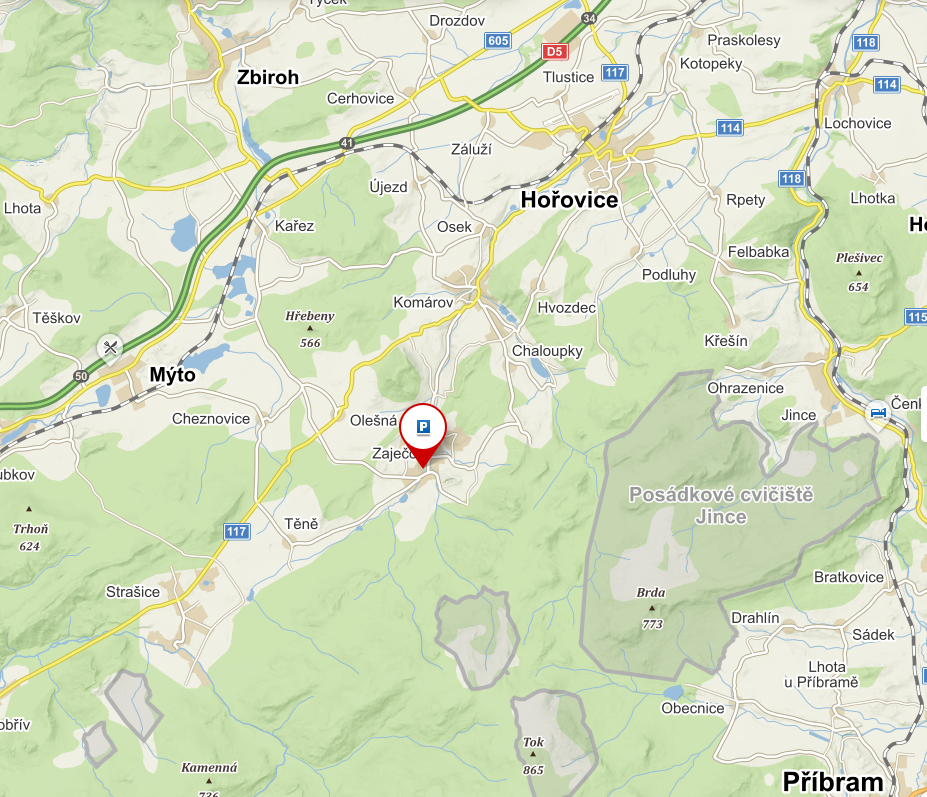 Týček
Drozdov
34
605
D5
Praskolesy
118
Zbiroh
Tlustice
117
Kotopeky
114
Cerhovice
Lochovice
114
41
Záluží
Újezd
118
Lhota
Hořovice
Rpety
Lhotka
Kařez
Osek
Felbabka
Plešivec
654
Podluhy
Komárov
Hvozdec
Těškov
Hřebeny
566
115
Chaloupky
Křešín
50
Mýto
Ohrazenice
Cheznovice
Olešná
Jince
P
Zaječ
Posádkové cvičiště
Jince
Trhoň
624
Těně
117
Strašice
Bratkovice
Brda
773
Drahlín
Sádek
Lhota
u Příbramě
Obecnice
Tok
865
Kamenná
736
Příbram